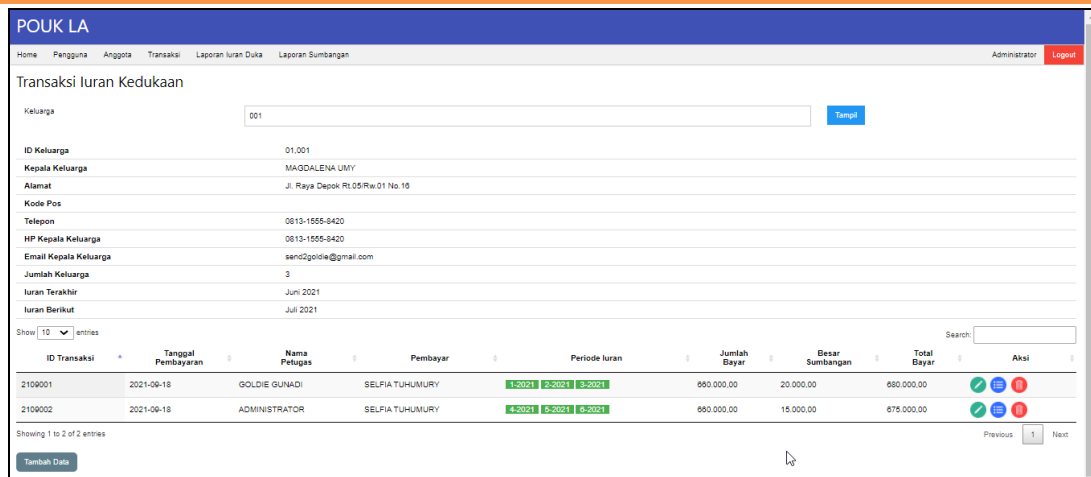 POUK LA
Home Pengguna Anggota Transaksi Laporan Iuran Duka Laporan Sumbangan Administrator Logout
Transaksi Iuran Kedukaan
Keluarga 001 Tampil
ID Keluarga 01,001
Kepala Keluarga MAGDALENA UMY
Alamat Jl. Raya Depok Rt.05/Rw.01 No.16
Kode Pos
Telepon 0813-1555-8420
HP Kepala Keluarga 0813-1555-8420
Email Kepala Keluarga send2goldie@gmail.com
Jumlah Keluarga 3
Iuran Terakhir Juni 2021
Iuran Berikut Juli 2021
Show 10 entries Search:
ID Transaksi Tanggal Pembayaran Nama Petugas Pembayar Periode Iuran Jumlah Bayar Besar Sumbangan Total Bayar Aksi
2109001 2021-09-18 GOLDIE GUNADI SELFIA TUHUMURY 1-2021 2-2021 3-2021 660.000,00 20.000,00 680.000,00
2109002 2021-09-18 ADMINISTRATOR SELFIA TUHUMURY 4-2021 5-2021 6-2021 660.000,00 15.000,00 675.000,00
Showing 1 to 2 of 2 entries Previous 1 Next
Tambah Data